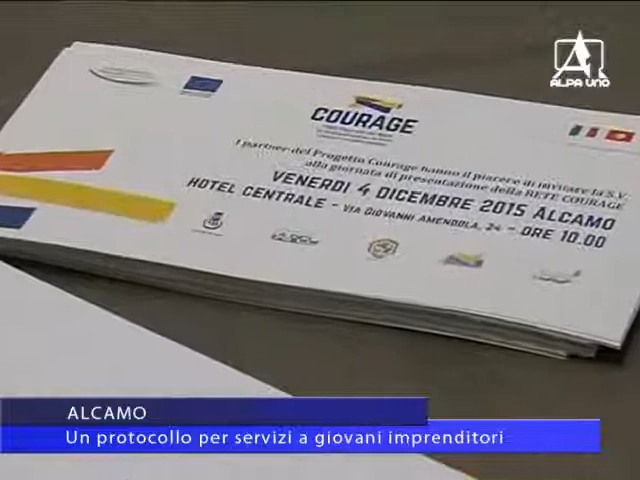 ALPA UNO
COURAGE
I partner del Progetto Courage hanno il piacere di invitare la S.V.
alla giornata di presentazione della RETE COURAGE
VENERDI 4 DICEMBRE 2015 ALCAMO
HOTEL CENTRALE - VIA GIOVANNI AMENDOLA, 24 - ORE 10.00
ALCAMO
Un protocollo per servizi a giovani imprenditori